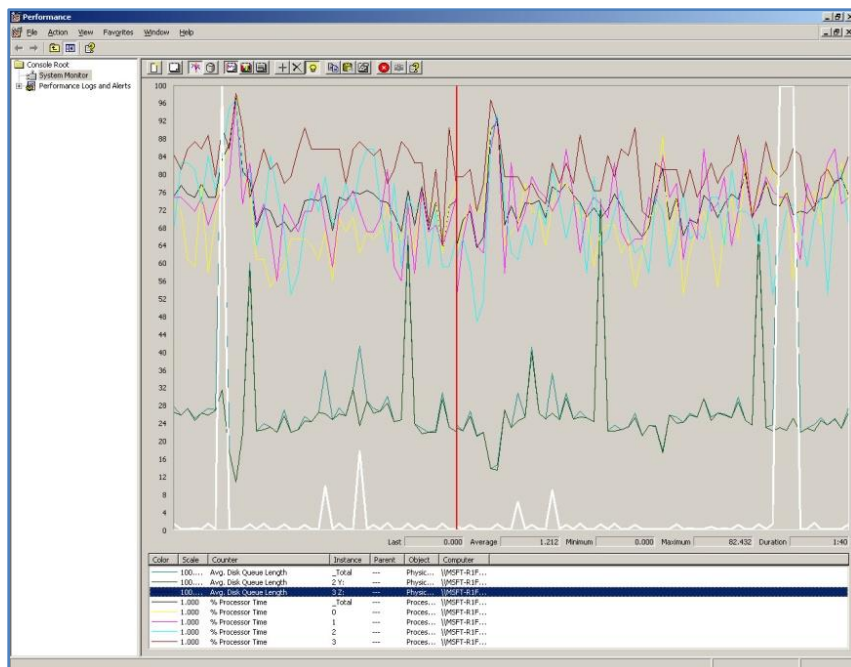 Performance
File Action View Favorites Window Help
Console Root
System Monitor
Performance Logs and Alerts
100
96
92
88
84
80
76
72
68
64
60
56
52
48
44
40
36
32
28
24
20
16
12
8
4
0
Last 0.000 Average 1.212 Minimum 0.000 Maximum 82.432 Duration 1:40
Color Scale Counter Instance Parent Object Computer
100.... Avg. Disk Queue Length _Total --- Physic... \\MSFT-R1F...
100.... Avg. Disk Queue Length 2 Y: --- Physic... \\MSFT-R1F...
100.... Avg. Disk Queue Length 3 Z: --- Physic... \\MSFT-R1F...
1.000 % Processor Time _Total --- Proces... \\MSFT-R1F...
1.000 % Processor Time 0 --- Proces... \\MSFT-R1F...
1.000 % Processor Time 1 --- Proces... \\MSFT-R1F...
1.000 % Processor Time 2 --- Proces... \\MSFT-R1F...
1.000 % Processor Time 3 --- Proces... \\MSFT-R1F...